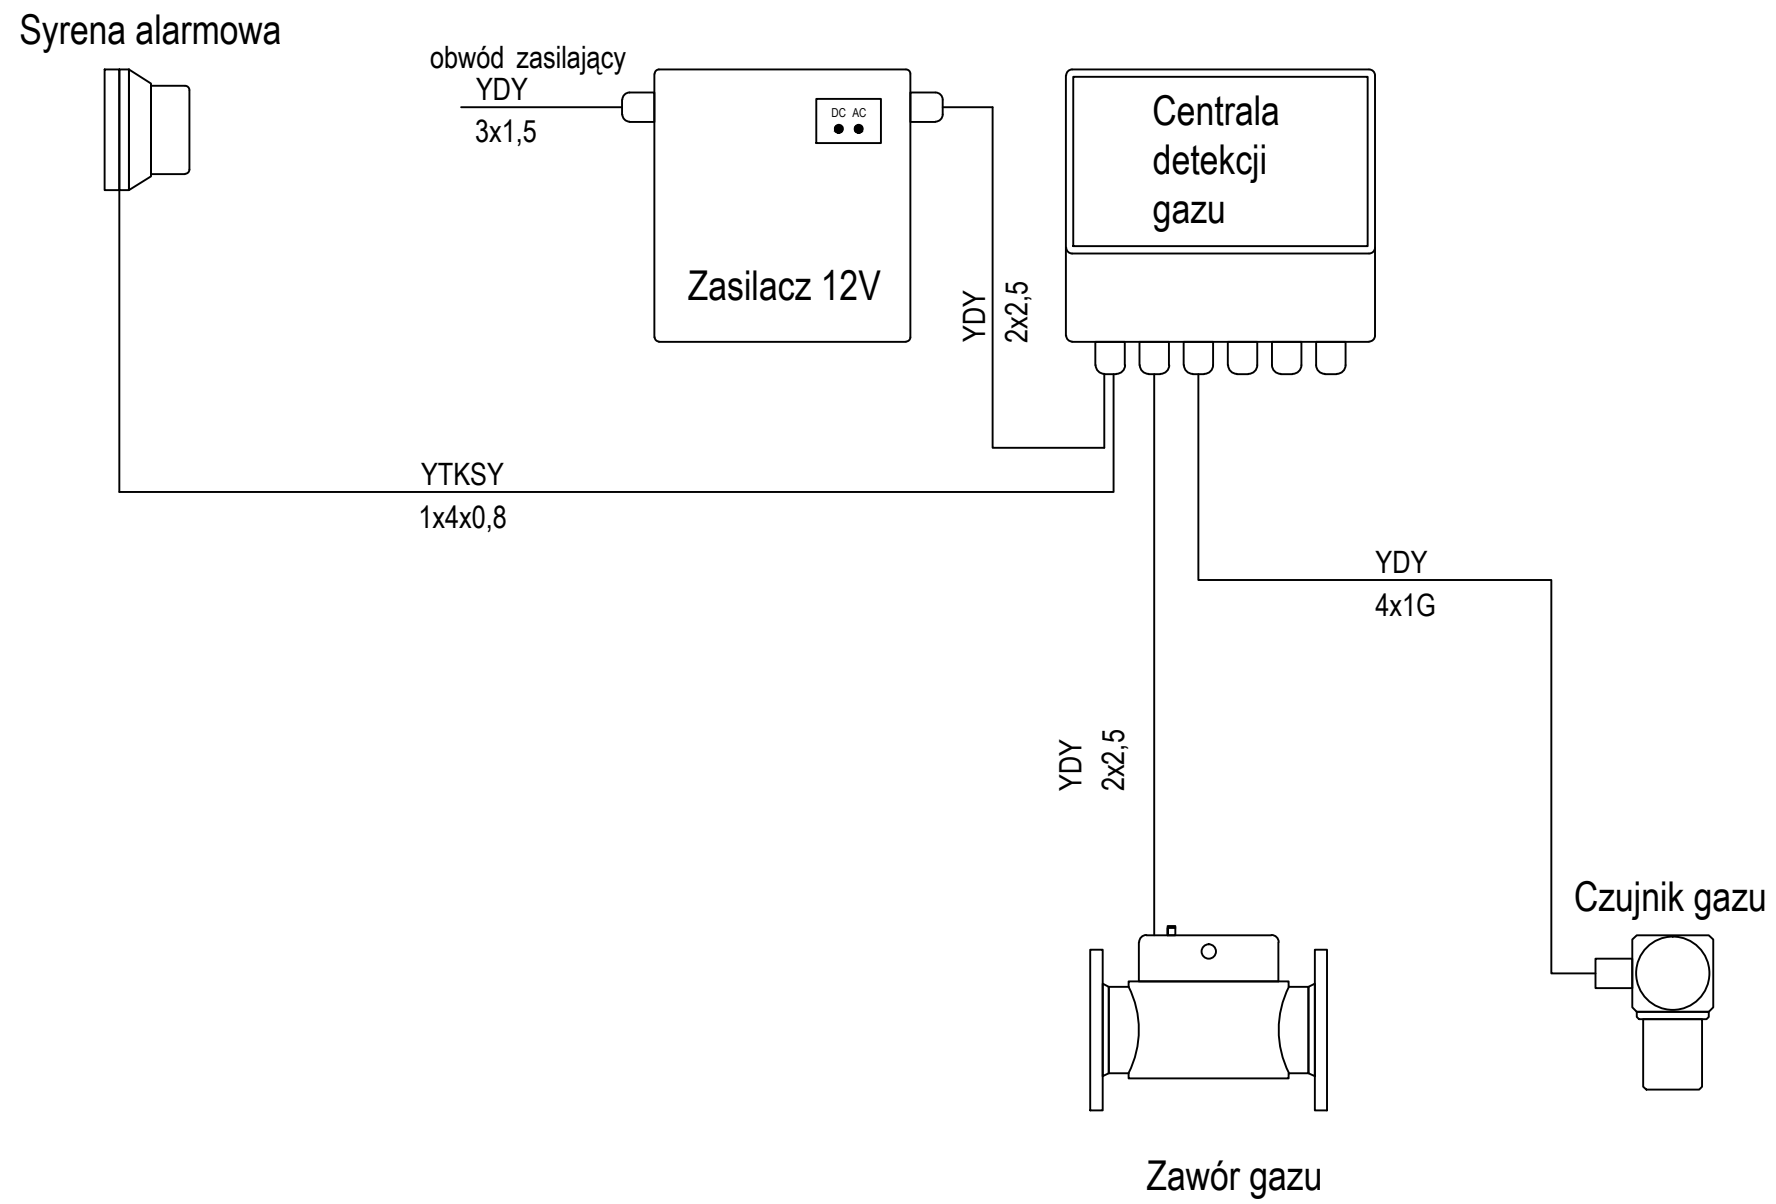 Syrena alarmowa
obwód zasilający
YDY
3x1,5
DC AC
Zasilacz 12V
Centrala
detekcji
gazu
YDY
2x2,5
YTKSY
1x4x0,8
YDY
4x1G
YDY
2x2,5
Czujnik gazu
Zawór gazu